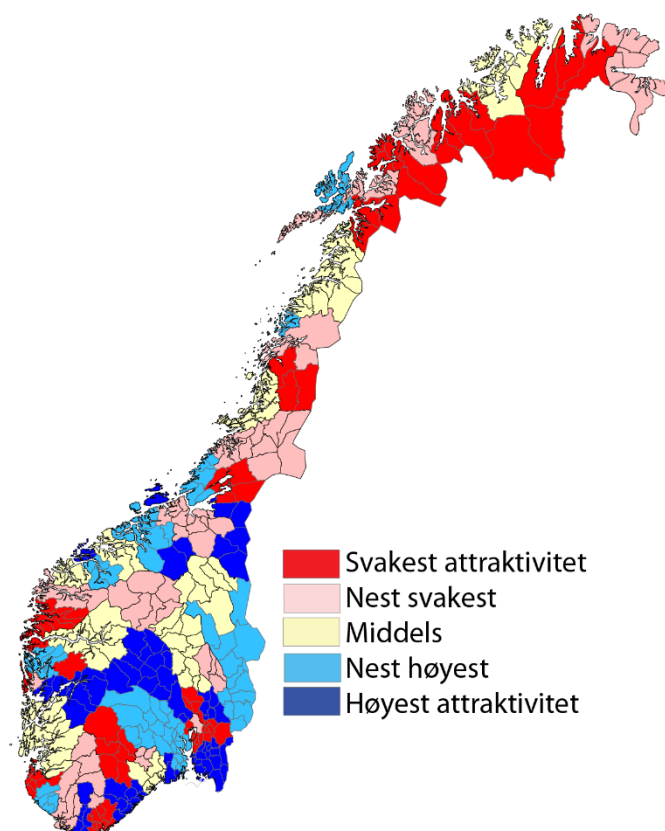 Svakest attraktivitet
Nest svakest
Middels
Nest høyest
Høyest attraktivitet